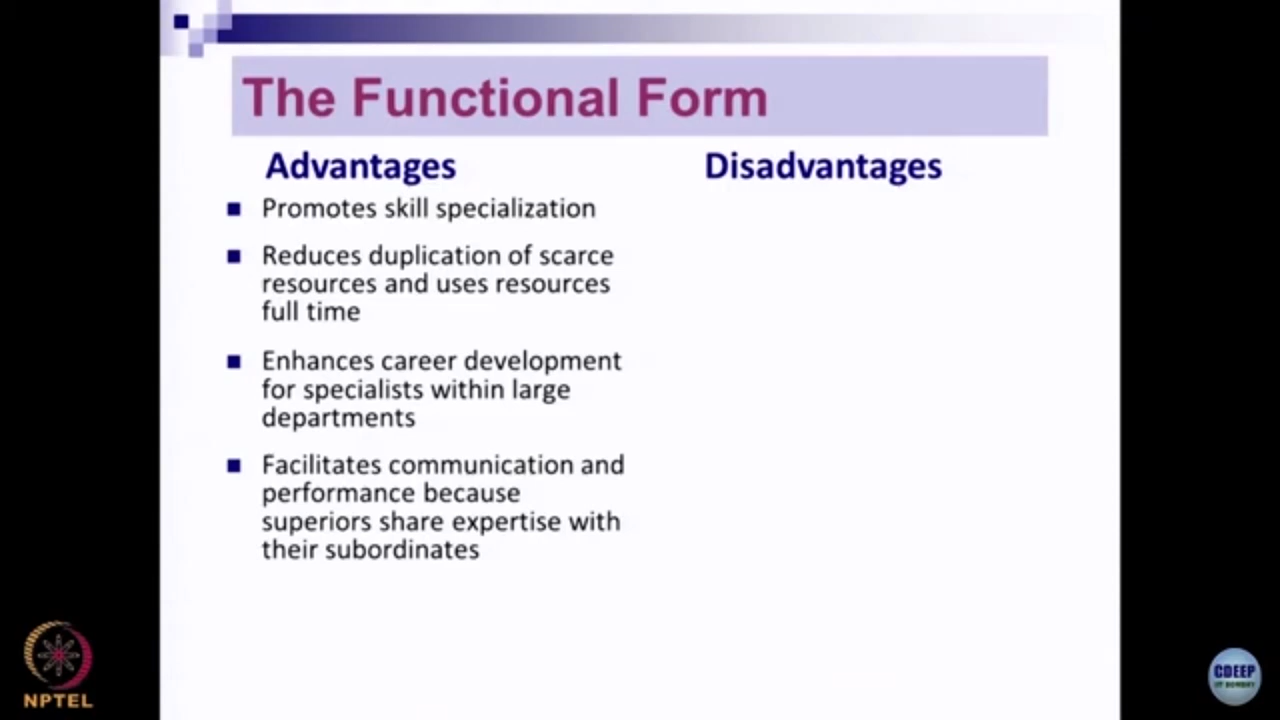 The Functional Form
Advantages
Disadvantages
Promotes skill specialization
Reduces duplication of scarce
resources and uses resources
full time
Enhances career development
for specialists within large
departments
Facilitates communication and
performance because
superiors share expertise with
their subordinates
NPTEL
CDEEP
IIT BOMBAY